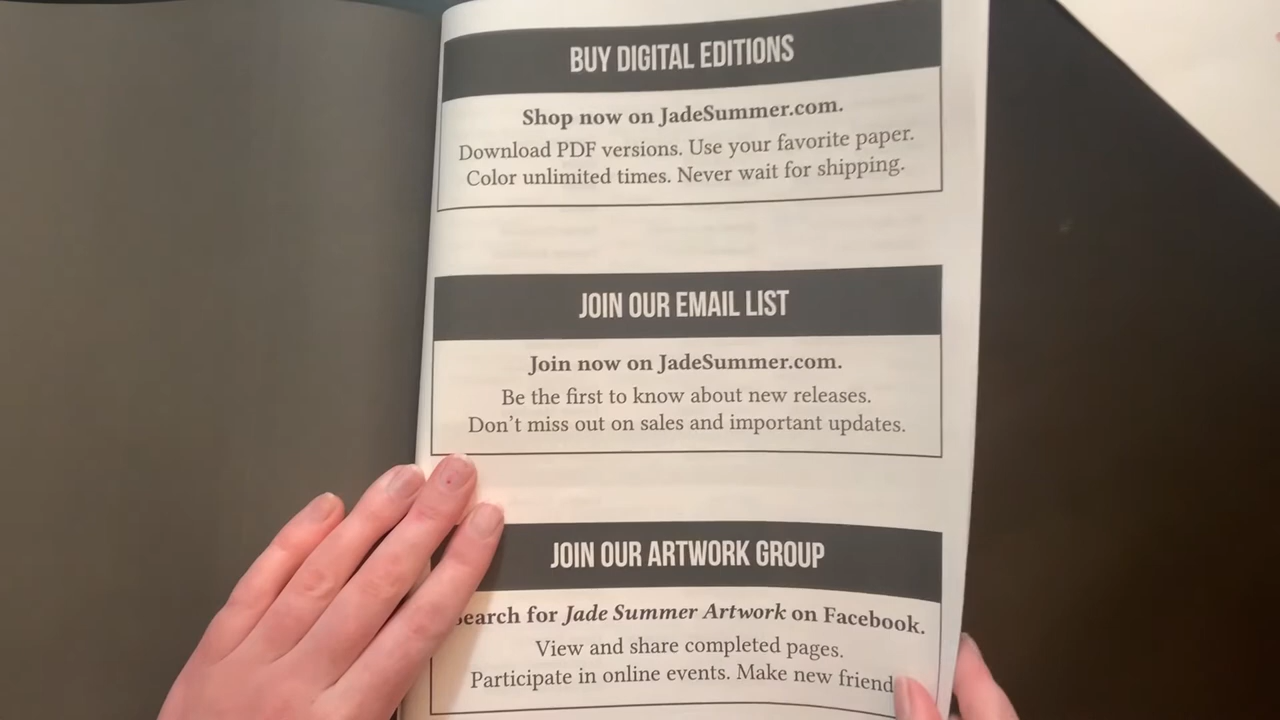 BUY DIGITAL EDITIONS
Shop now on JadeSummer.com.
Download PDF versions. Use your favorite paper.
Color unlimited times. Never wait for shipping.
JOIN OUR EMAIL LIST
Join now on JadeSummer.com.
Be the first to know about new releases.
Don't miss out on sales and important updates.
JOIN OUR ARTWORK GROUP
Search for Jade Summer Artwork on Facebook.
View and share completed pages.
Participate in online events. Make new friend